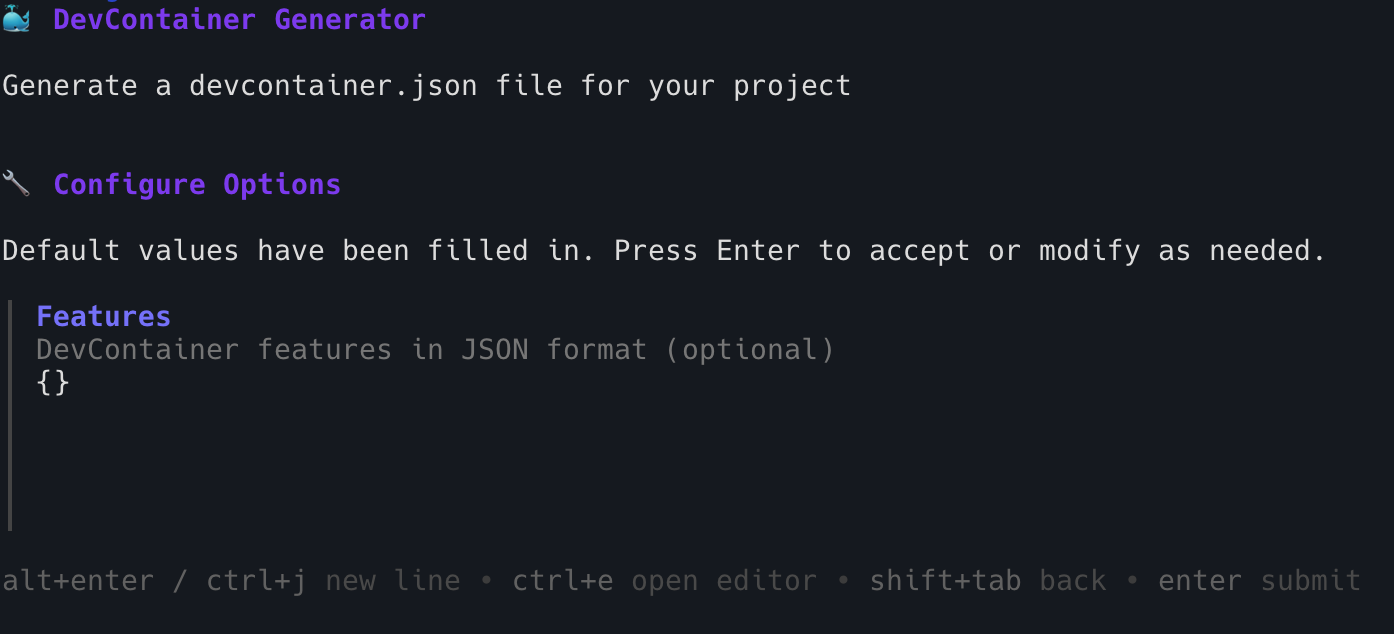 DevContainer Generator
Generate a devcontainer.json file for your project
Configure Options
Default values have been filled in. Press Enter to accept or modify as needed.
Features
DevContainer features in JSON format (optional)
{}
alt+enter / ctrl+j new line • ctrl+e open editor • shift+tab back • enter submit